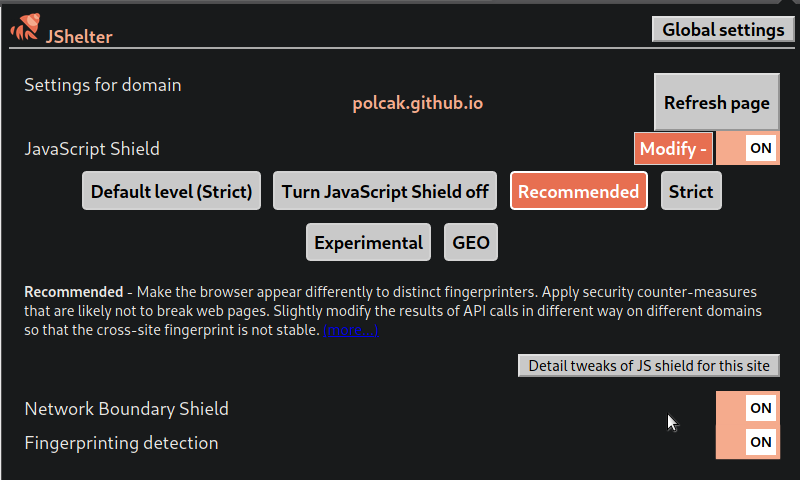 JShelter
Global settings
Settings for domain
polcak.github.io
Refresh page
JavaScript Shield
Modify -
ON
Default level (Strict)
Turn JavaScript Shield off
Recommended
Strict
Experimental
GEO
Recommended - Make the browser appear differently to distinct fingerprinters. Apply security counter-measures
that are likely not to break web pages. Slightly modify the results of API calls in different way on different domains
so that the cross-site fingerprint is not stable. (more...)
Detail tweaks of JS shield for this site
Network Boundary Shield
ON
Fingerprinting detection
ON